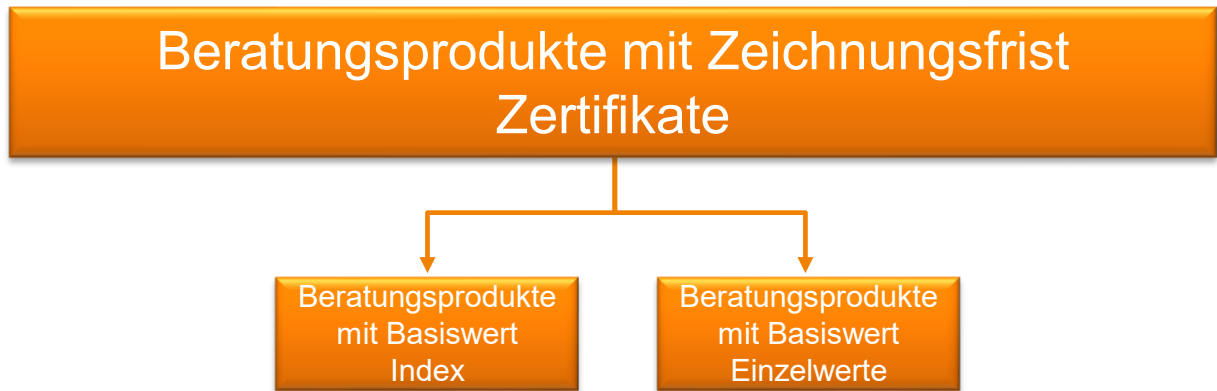 Beratungsprodukte mit Zeichnungsfrist
Zertifikate
Beratungsprodukte
mit Basiswert
Index
Beratungsprodukte
mit Basiswert
Einzelwerte